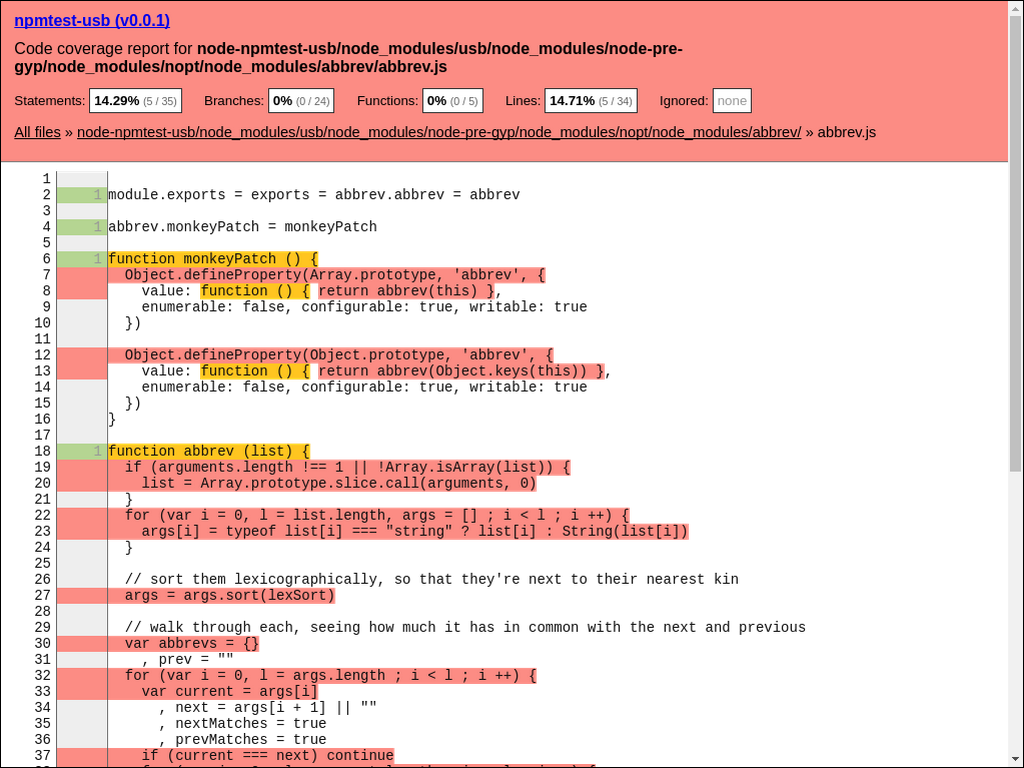 npmtest-usb (v0.0.1)
Code coverage report for node-npmtest-usb/node_modules/usb/node_modules/node-pre-
gyp/node_modules/nopt/node_modules/abbrev/abbrev.js
Statements: 14.29% (5 / 35) Branches: 0% (0 / 24) Functions: 0% (0 / 5) Lines: 14.71% (5 / 34) Ignored: none
All files » node-npmtest-usb/node_modules/usb/node_modules/node-pre-gyp/node_modules/nopt/node_modules/abbrev/ » abbrev.js
1
2 1 module.exports = exports = abbrev.abbrev = abbrev
3
4 1 abbrev.monkeyPatch = monkeyPatch
5
6 1 function monkeyPatch () {
7   Object.defineProperty(Array.prototype, 'abbrev', {
8     value: function () { return abbrev(this) },
9     enumerable: false, configurable: true, writable: true
10   })
11
12   Object.defineProperty(Object.prototype, 'abbrev', {
13     value: function () { return abbrev(Object.keys(this)) },
14     enumerable: false, configurable: true, writable: true
15   })
16 }
17
18 1 function abbrev (list) {
19   if (arguments.length !== 1 || !Array.isArray(list)) {
20     list = Array.prototype.slice.call(arguments, 0)
21   }
22   for (var i = 0, l = list.length, args = [] ; i < l ; i ++) {
23     args[i] = typeof list[i] === "string" ? list[i] : String(list[i])
24   }
25
26   // sort them lexicographically, so that they're next to their nearest kin
27   args = args.sort(lexSort)
28
29   // walk through each, seeing how much it has in common with the next and previous
30   var abbrevs = {}
31     , prev = ""
32   for (var i = 0, l = args.length ; i < l ; i ++) {
33     var current = args[i]
34       , next = args[i + 1] || ""
35       , nextMatches = true
36       , prevMatches = true
37     if (current === next) continue